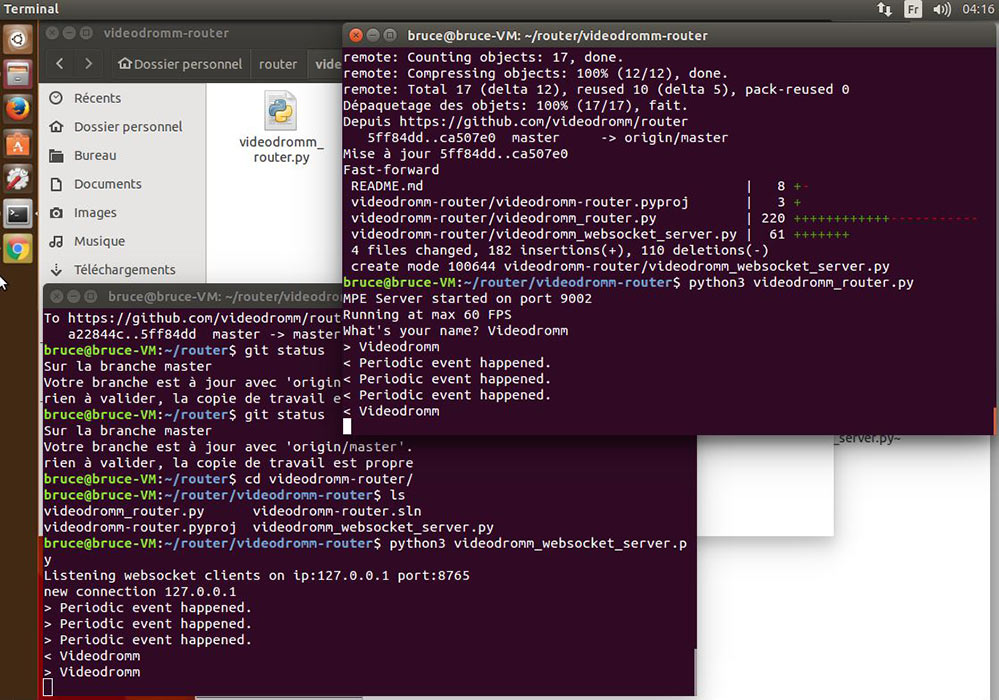 Terminal
Fr
04:16
videodromm-router
Dossier personnel
router
vide
Récents
Dossier personnel
Bureau
Documents
Images
Musique
Téléchargements
videodromm_
router.py
_server.py~
bruce@bruce-VM: ~/router/videodromm-router
remote: Counting objects: 17, done.
remote: Compressing objects: 100% (12/12), done.
remote: Total 17 (delta 12), reused 10 (delta 5), pack-reused 0
Dépaquetage des objets: 100% (17/17), fait.
Depuis https://github.com/videodromm/router
   5ff84dd..ca507e0  master     -> origin/master
Mise à jour 5ff84dd..ca507e0
Fast-forward
 README.md                                        |   8 +-
 videodromm-router/videodromm-router.pyproj       |   3 +
 videodromm-router/videodromm_router.py           | 220 ++++++++++++-----------
 videodromm-router/videodromm_websocket_server.py |  61 +++++++
 4 files changed, 182 insertions(+), 110 deletions(-)
 create mode 100644 videodromm-router/videodromm_websocket_server.py
bruce@bruce-VM:~/router/videodromm-router$ python3 videodromm_router.py
MPE Server started on port 9002
Running at max 60 FPS
What's your name? Videodromm
> Videodromm
< Periodic event happened.
< Periodic event happened.
< Periodic event happened.
< Videodromm
bruce@bruce-VM: ~/router/videodro
To https://github.com/videodromm/rout
   a22844c..5ff84dd  master -> master
bruce@bruce-VM:~/router$ git status
Sur la branche master
Votre branche est à jour avec 'origin
rien à valider, la copie de travail e
bruce@bruce-VM:~/router$ git status
Sur la branche master
Votre branche est à jour avec 'origin/master'.
rien à valider, la copie de travail est propre
bruce@bruce-VM:~/router$ cd videodromm-router/
bruce@bruce-VM:~/router/videodromm-router$ ls
videodromm_router.py      videodromm-router.sln
videodromm-router.pyproj  videodromm_websocket_server.py
bruce@bruce-VM:~/router/videodromm-router$ python3 videodromm_websocket_server.p
y
Listening websocket clients on ip:127.0.0.1 port:8765
new connection 127.0.0.1
> Periodic event happened.
> Periodic event happened.
> Periodic event happened.
< Videodromm
> Videodromm